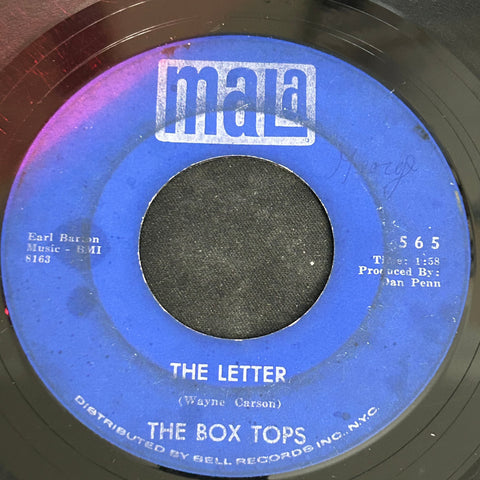 mala
George
Earl Barton
Music - BMI
8163
565
Time: 1:58
Produced By:
Dan Penn
THE LETTER
(Wayne Carson)
THE BOX TOPS
DISTRIBUTED BY BELL RECORDS INC., N.Y.C.